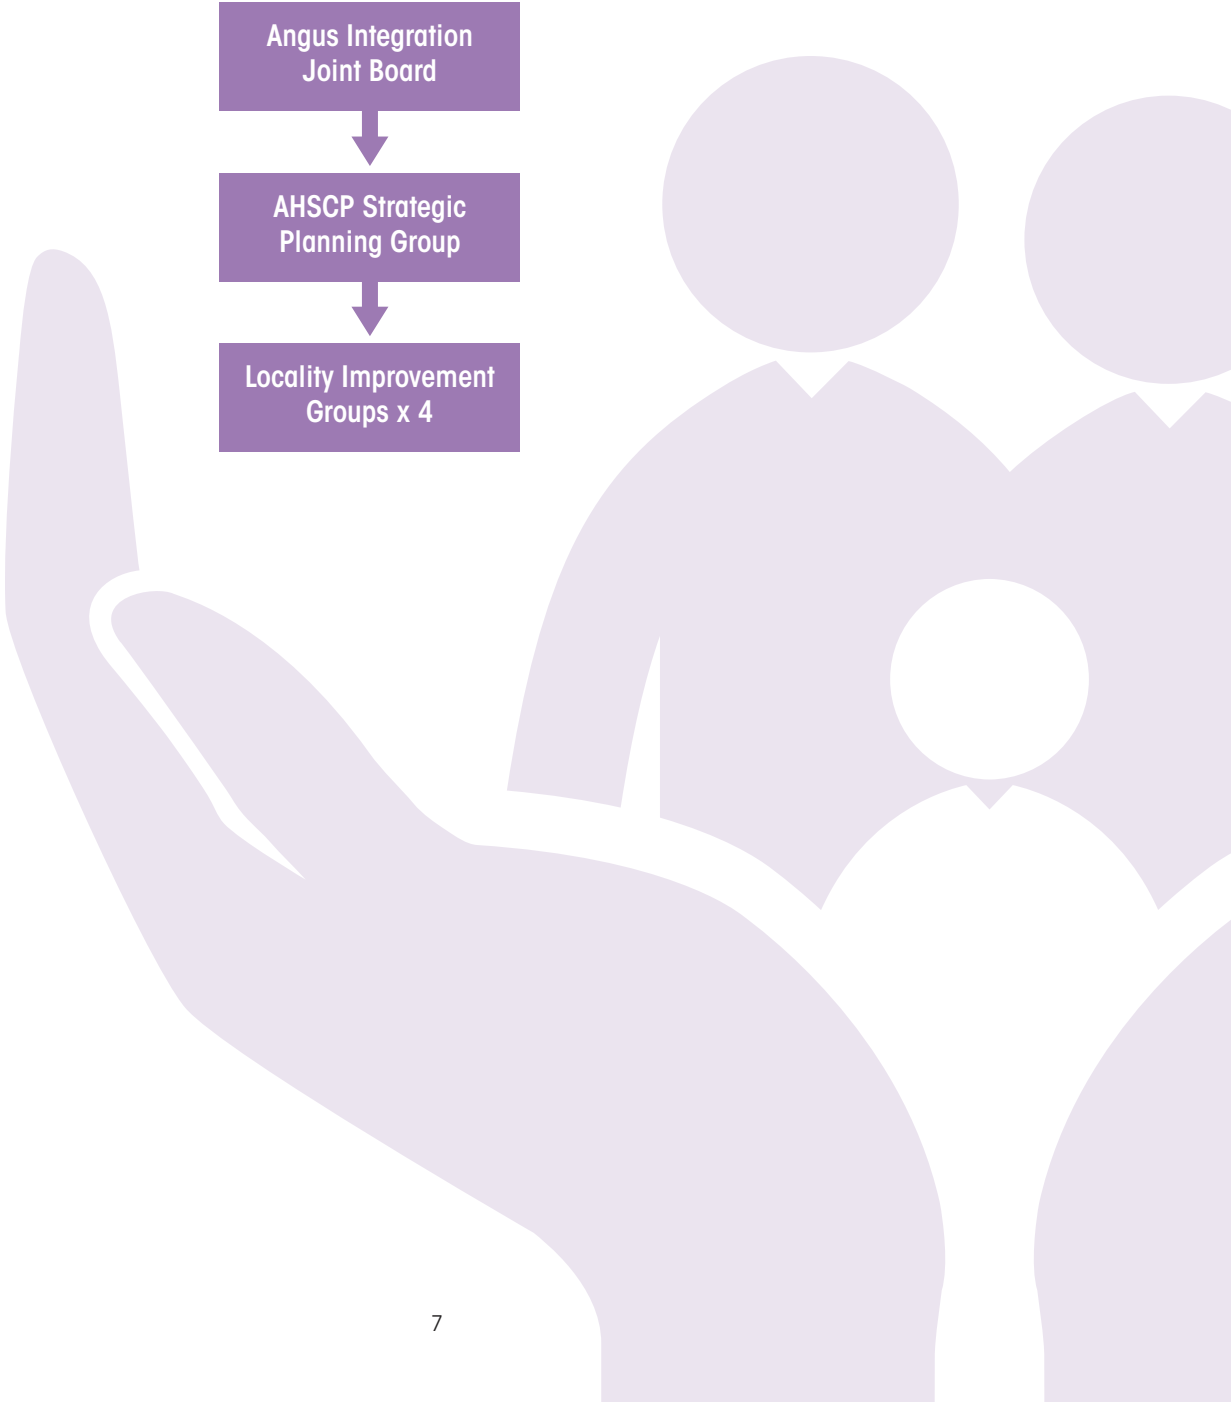 Angus Integration
Joint Board
AHSCP Strategic
Planning Group
Locality Improvement
Groups x 4
7